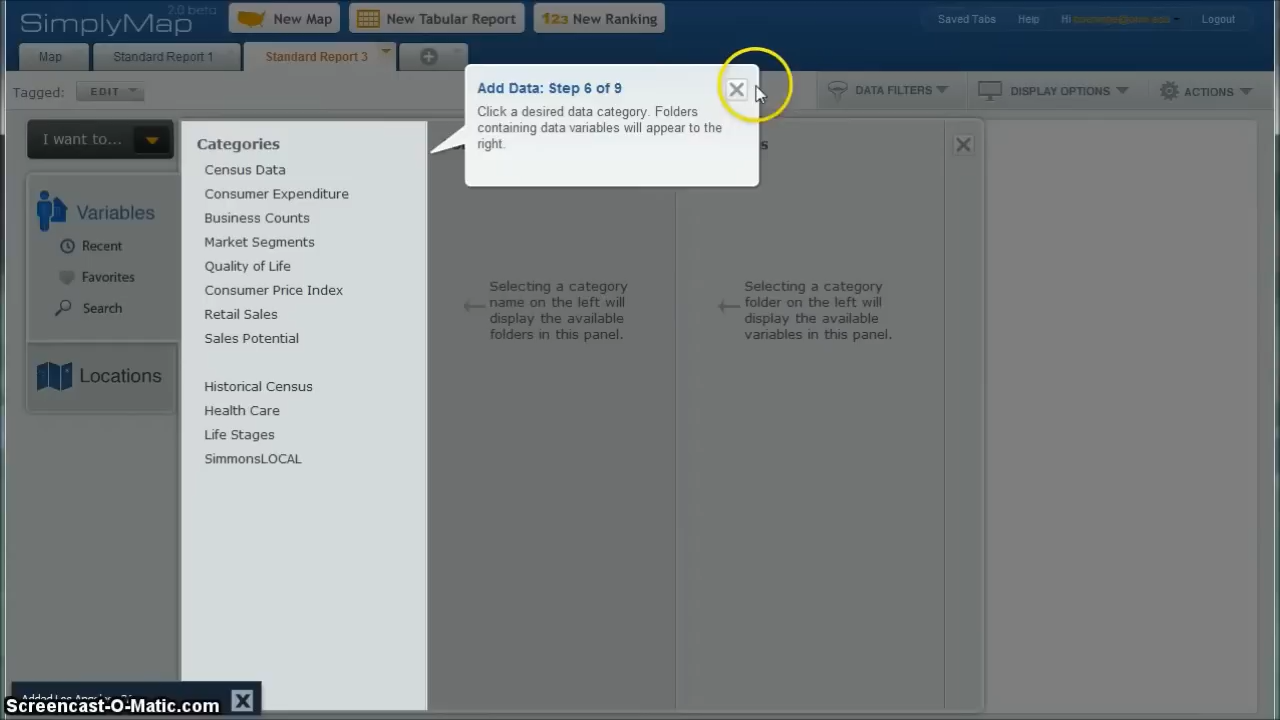 SimplyMap 2.0 beta
New Map
New Tabular Report
123 New Ranking
Saved Tabs
Help
Hi
Logout
Map
Standard Report 1
Standard Report 3
Tagged:
EDIT
DATA FILTERS
DISPLAY OPTIONS
ACTIONS
Add Data: Step 6 of 9
Click a desired data category. Folders
containing data variables will appear to the
right.
I want to...
Variables
Recent
Favorites
Search
Locations
Categories
Census Data
Consumer Expenditure
Business Counts
Market Segments
Quality of Life
Consumer Price Index
Retail Sales
Sales Potential
Historical Census
Health Care
Life Stages
SimmonsLOCAL
Selecting a category
name on the left will
display the available
folders in this panel.
Selecting a category
folder on the left will
display the available
variables in this panel.
Screencast-O-Matic.com